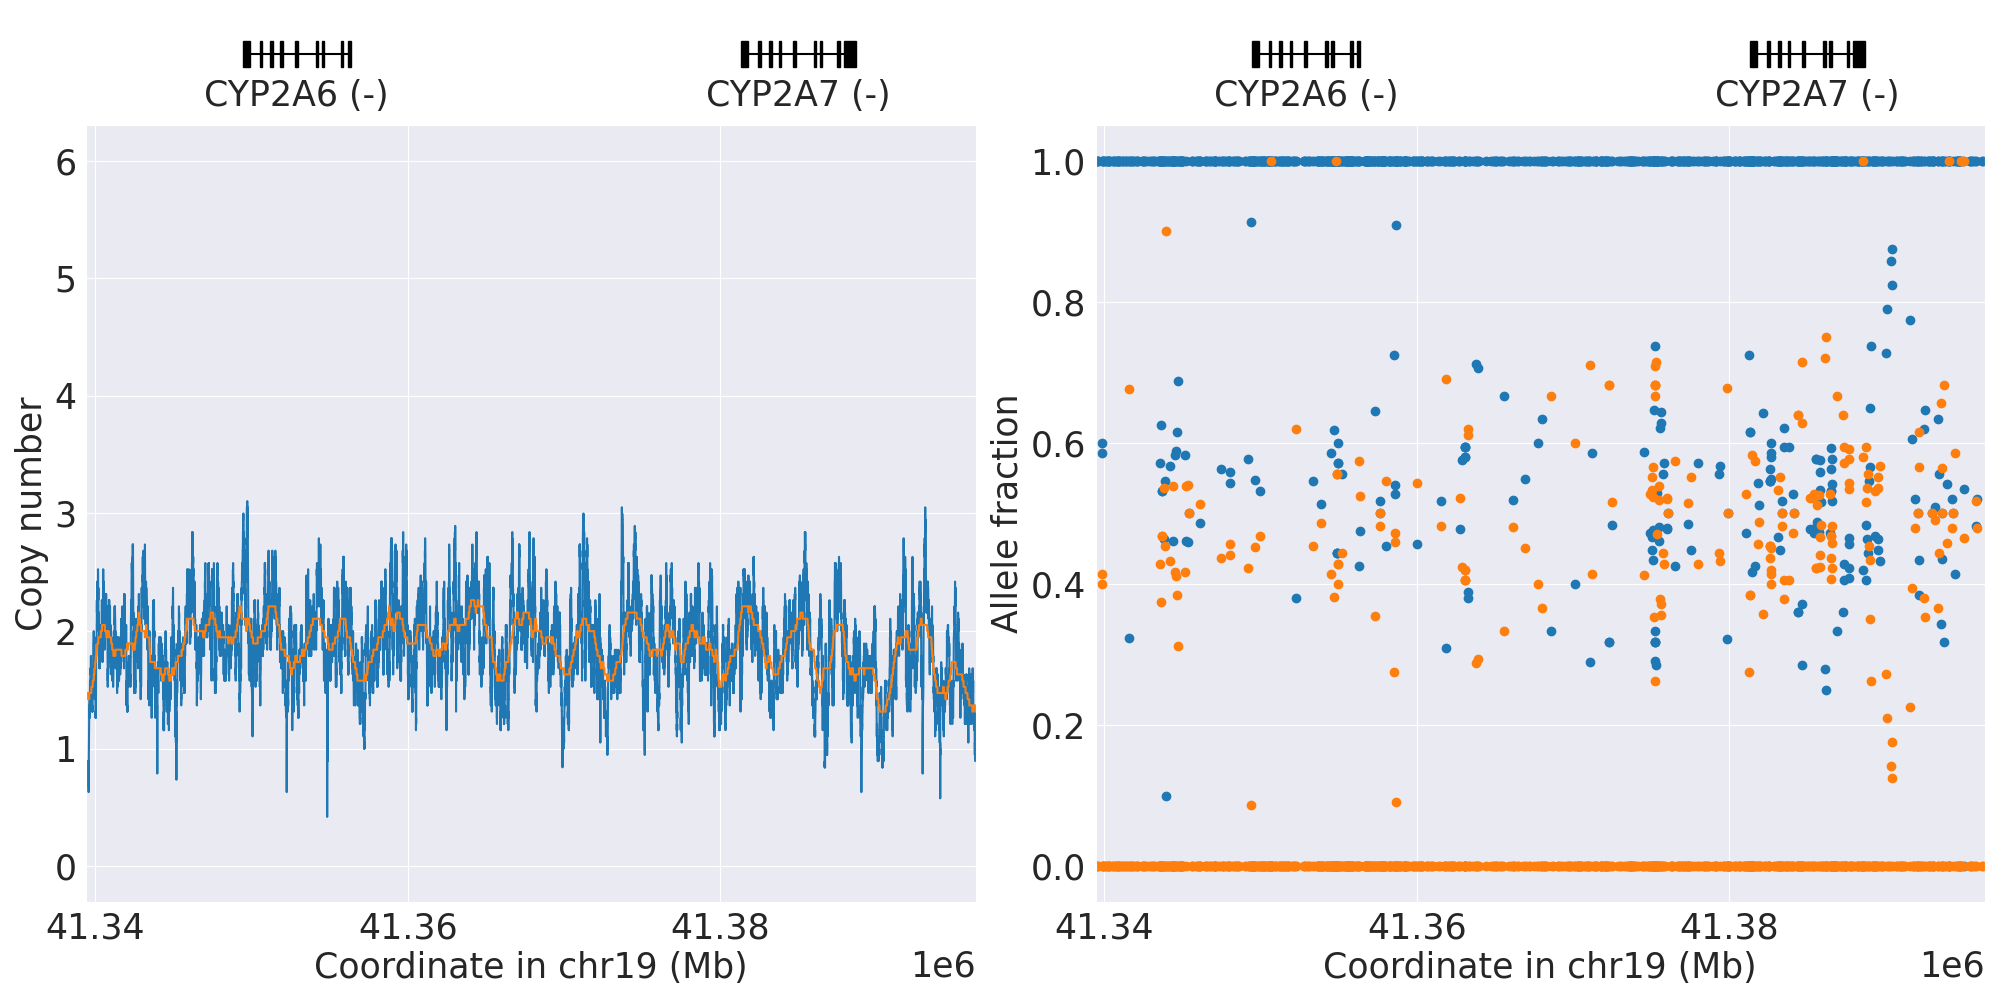 CYP2A6 (-)
CYP2A7 (-)
6
5
4
3
2
1
0
Copy number
41.34
41.36
41.38
Coordinate in chr19 (Mb)
1e6
CYP2A6 (-)
CYP2A7 (-)
1.0
0.8
0.6
0.4
0.2
0.0
Allele fraction
41.34
41.36
41.38
Coordinate in chr19 (Mb)
1e6